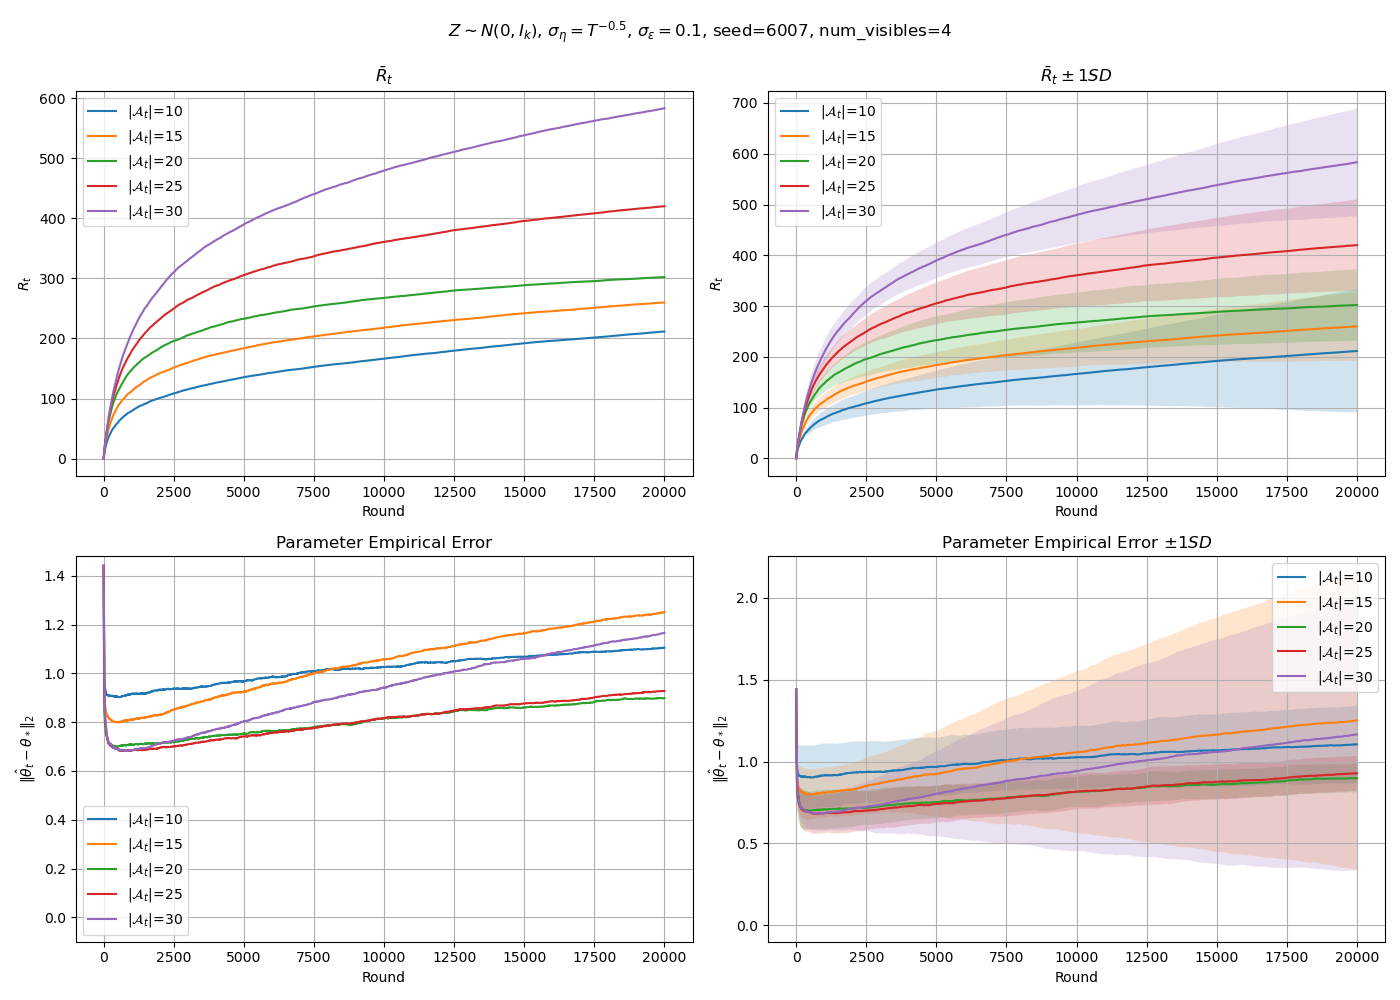 Z ∼ N(0, I_k), σ_η = T^{−0.5}, σ_ε = 0.1, seed=6007, num_visibles=4
R̄_t
600
500
400
300
200
100
0
R_t
0 2500 5000 7500 10000 12500 15000 17500 20000
Round
|𝒜_t|=10
|𝒜_t|=15
|𝒜_t|=20
|𝒜_t|=25
|𝒜_t|=30
R̄_t ± 1SD
700
600
500
400
300
200
100
0
R_t
0 2500 5000 7500 10000 12500 15000 17500 20000
Round
|𝒜_t|=10
|𝒜_t|=15
|𝒜_t|=20
|𝒜_t|=25
|𝒜_t|=30
Parameter Empirical Error
1.4
1.2
1.0
0.8
0.6
0.4
0.2
0.0
‖θ̂_t − θ_*‖_2
0 2500 5000 7500 10000 12500 15000 17500 20000
Round
|𝒜_t|=10
|𝒜_t|=15
|𝒜_t|=20
|𝒜_t|=25
|𝒜_t|=30
Parameter Empirical Error ±1SD
2.0
1.5
1.0
0.5
0.0
‖θ̂_t − θ_*‖_2
0 2500 5000 7500 10000 12500 15000 17500 20000
Round
|𝒜_t|=10
|𝒜_t|=15
|𝒜_t|=20
|𝒜_t|=25
|𝒜_t|=30